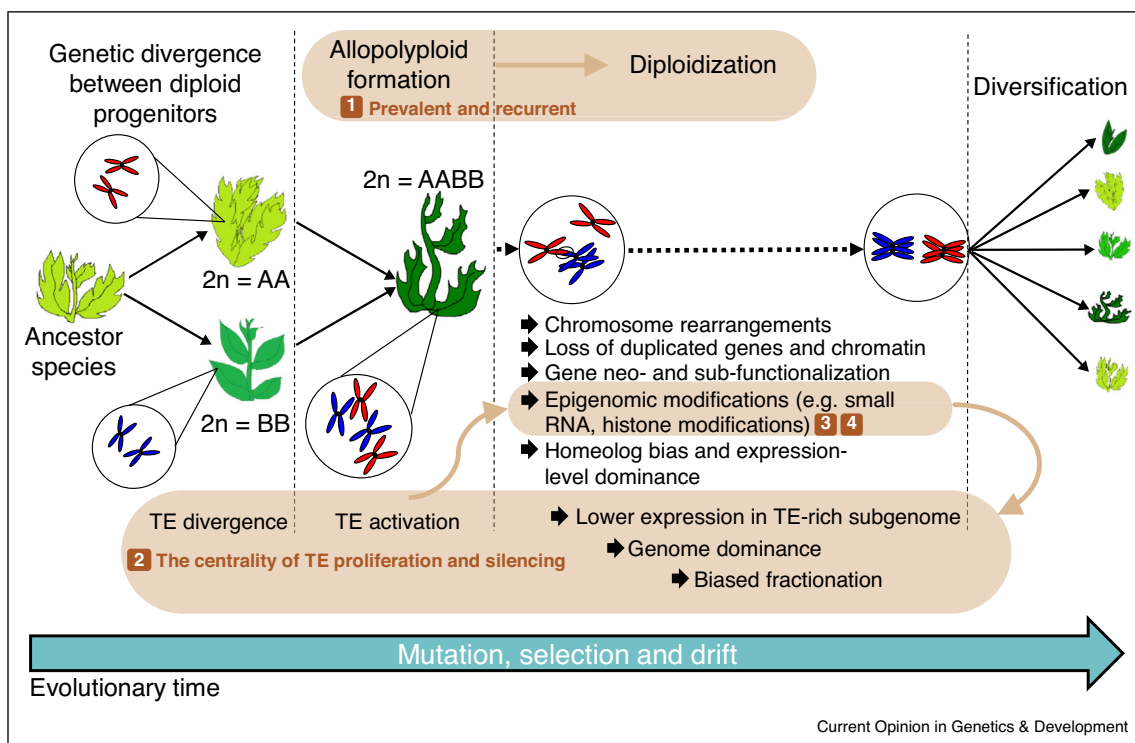 Genetic divergence
between diploid
progenitors
Allopolyploid
formation
Diploidization
1 Prevalent and recurrent
Diversification
2n = AABB
2n = AA
Ancestor
species
2n = BB
Chromosome rearrangements
Loss of duplicated genes and chromatin
Gene neo- and sub-functionalization
Epigenomic modifications (e.g. small
RNA, histone modifications) 3 4
Homeolog bias and expression-
level dominance
TE divergence
TE activation
Lower expression in TE-rich subgenome
2 The centrality of TE proliferation and silencing
Genome dominance
Biased fractionation
Mutation, selection and drift
Evolutionary time
Current Opinion in Genetics & Development